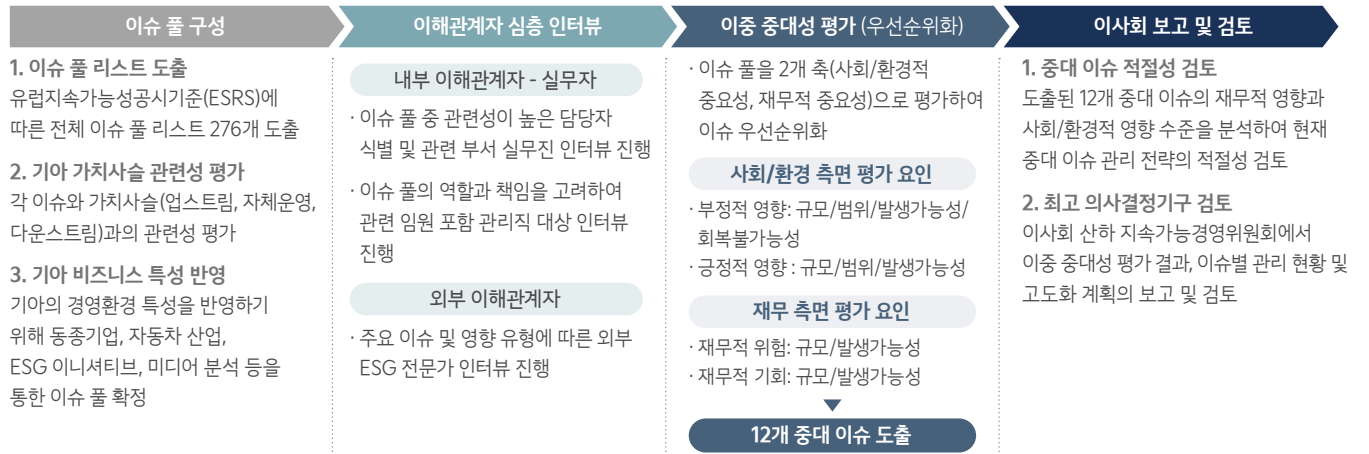 이슈 풀 구성
1. 이슈 풀 리스트 도출
유럽지속가능성공시기준(ESRS)에
따른 전체 이슈 풀 리스트 276개 도출
2. 기아 가치사슬 관련성 평가
각 이슈와 가치사슬(업스트림, 자체운영,
다운스트림)과의 관련성 평가
3. 기아 비즈니스 특성 반영
기아의 경영환경 특성을 반영하기
위해 동종기업, 자동차 산업,
ESG 이니셔티브, 미디어 분석 등을
통한 이슈 풀 확정
이해관계자 심층 인터뷰
내부 이해관계자 - 실무자
· 이슈 풀 중 관련성이 높은 담당자
식별 및 관련 부서 실무진 인터뷰 진행
· 이슈 풀의 역할과 책임을 고려하여
관련 임원 포함 관리직 대상 인터뷰
진행
외부 이해관계자
· 주요 이슈 및 영향 유형에 따른 외부
ESG 전문가 인터뷰 진행
이중 중대성 평가 (우선순위화)
· 이슈 풀을 2개 축(사회/환경적
중요성, 재무적 중요성)으로 평가하여
이슈 우선순위화
사회/환경 측면 평가 요인
· 부정적 영향: 규모/범위/발생가능성/
회복불가능성
· 긍정적 영향 : 규모/범위/발생가능성
재무 측면 평가 요인
· 재무적 위험: 규모/발생가능성
· 재무적 기회: 규모/발생가능성
12개 중대 이슈 도출
이사회 보고 및 검토
1. 중대 이슈 적절성 검토
도출된 12개 중대 이슈의 재무적 영향과
사회/환경적 영향 수준을 분석하여 현재
중대 이슈 관리 전략의 적절성 검토
2. 최고 의사결정기구 검토
이사회 산하 지속가능경영위원회에서
이중 중대성 평가 결과, 이슈별 관리 현황 및
고도화 계획의 보고 및 검토